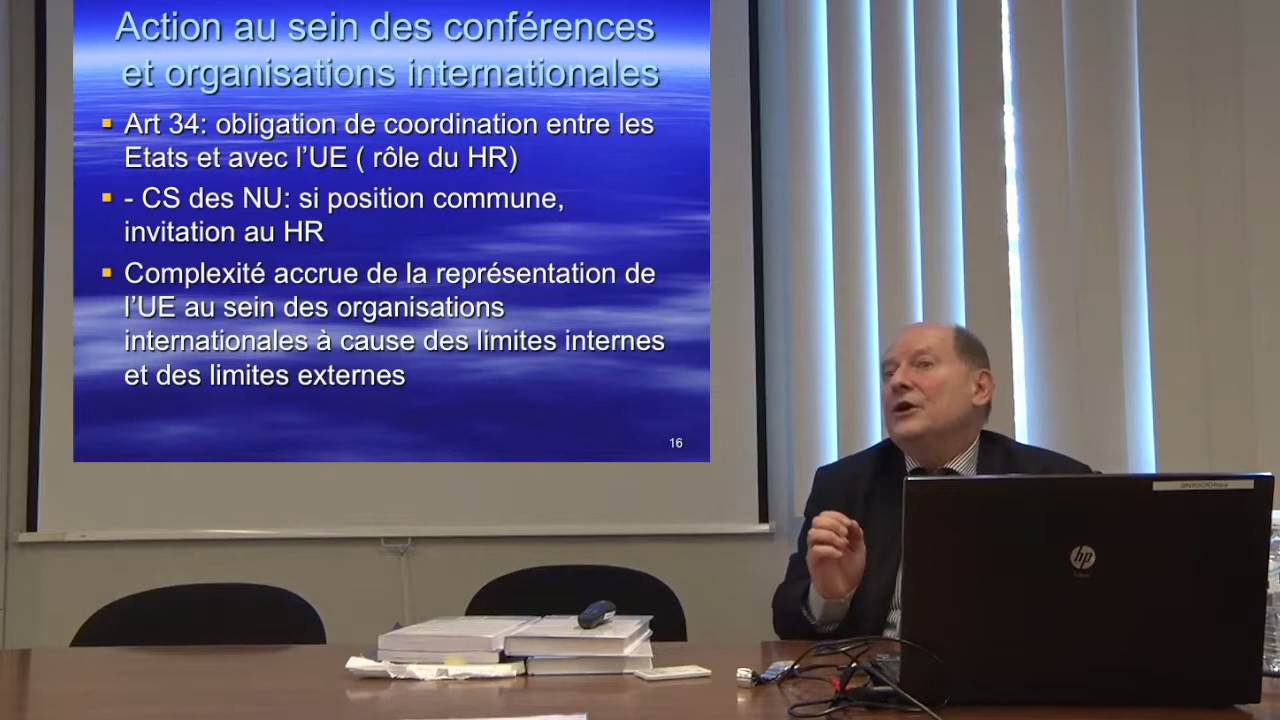 Action au sein des conférences
et organisations internationales
▪ Art 34: obligation de coordination entre les
Etats et avec l'UE ( rôle du HR)
▪ - CS des NU: si position commune,
invitation au HR
▪ Complexité accrue de la représentation de
l'UE au sein des organisations
internationales à cause des limites internes
et des limites externes
16
hp